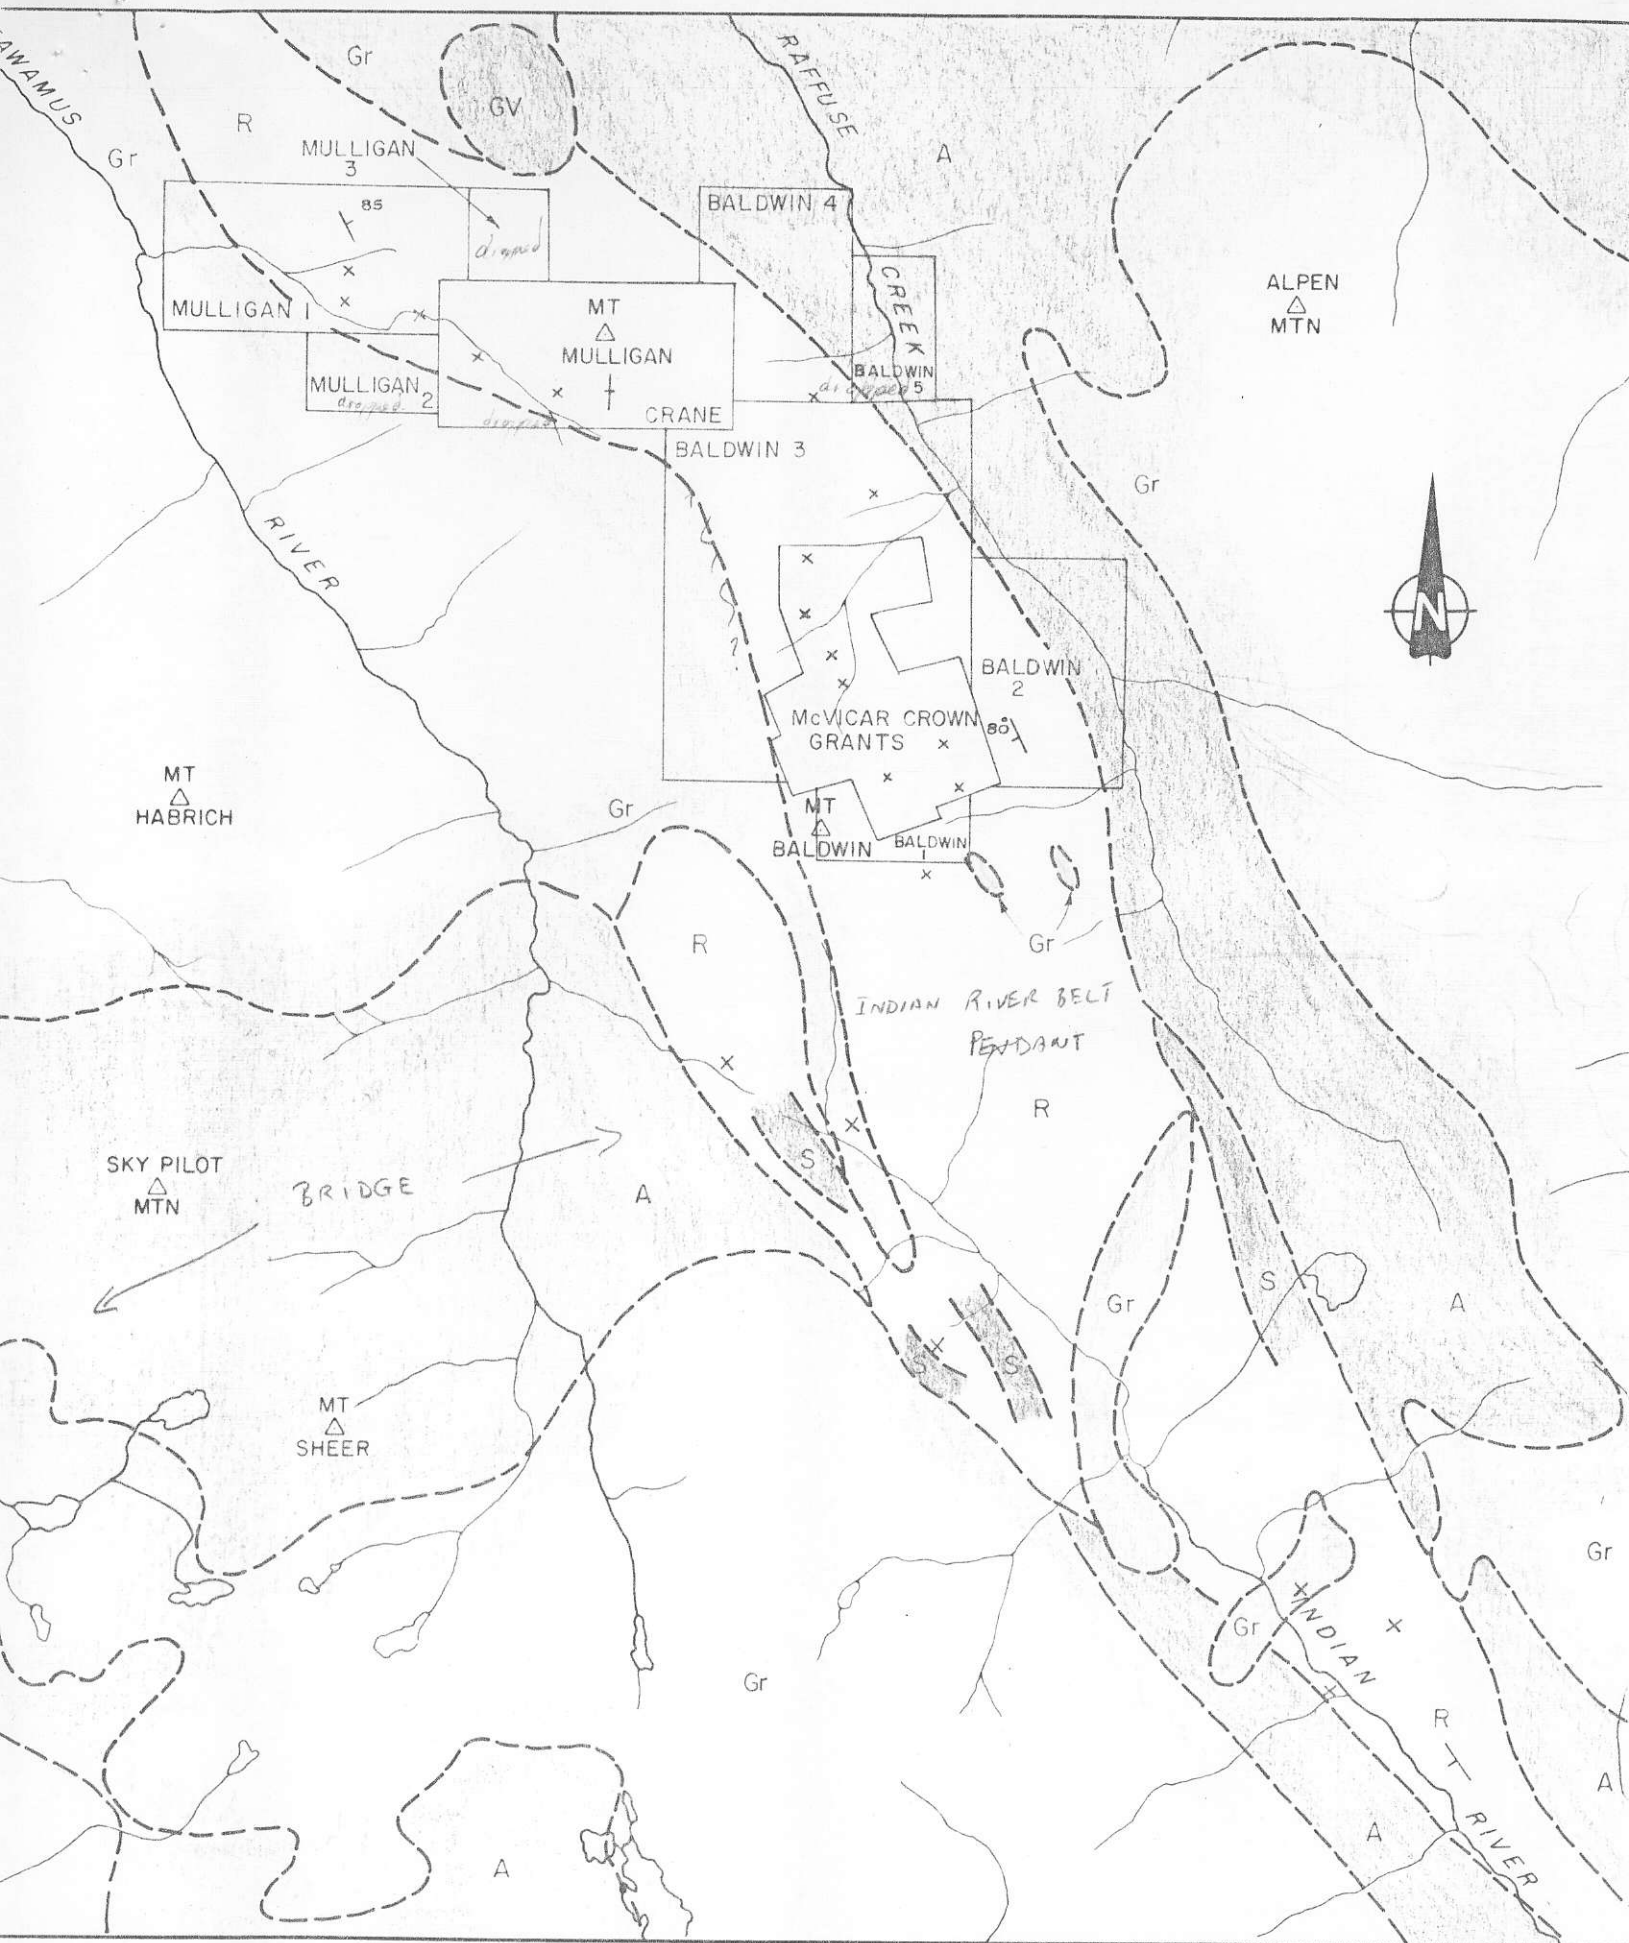 AWAMUS
RAFFUSE
Gr
GV
R
A
Gr
MULLIGAN
3
BALDWIN 4
85
dropped
CREEK
ALPEN
MTN
MULLIGAN 1
MT
MULLIGAN
BALDWIN
5
dropped
MULLIGAN
2
dropped
CRANE
dropped
BALDWIN 3
Gr
RIVER
N
?
BALDWIN
2
McVICAR CROWN
GRANTS
80°
MT
HABRICH
Gr
MT
BALDWIN
BALDWIN
1
R
Gr
INDIAN RIVER BELT
PENDANT
R
SKY PILOT
MTN
BRIDGE
A
S
S
Gr
A
S
S
MT
SHEER
Gr
Gr
INDIAN
Gr
R
A
A
RIVER
A